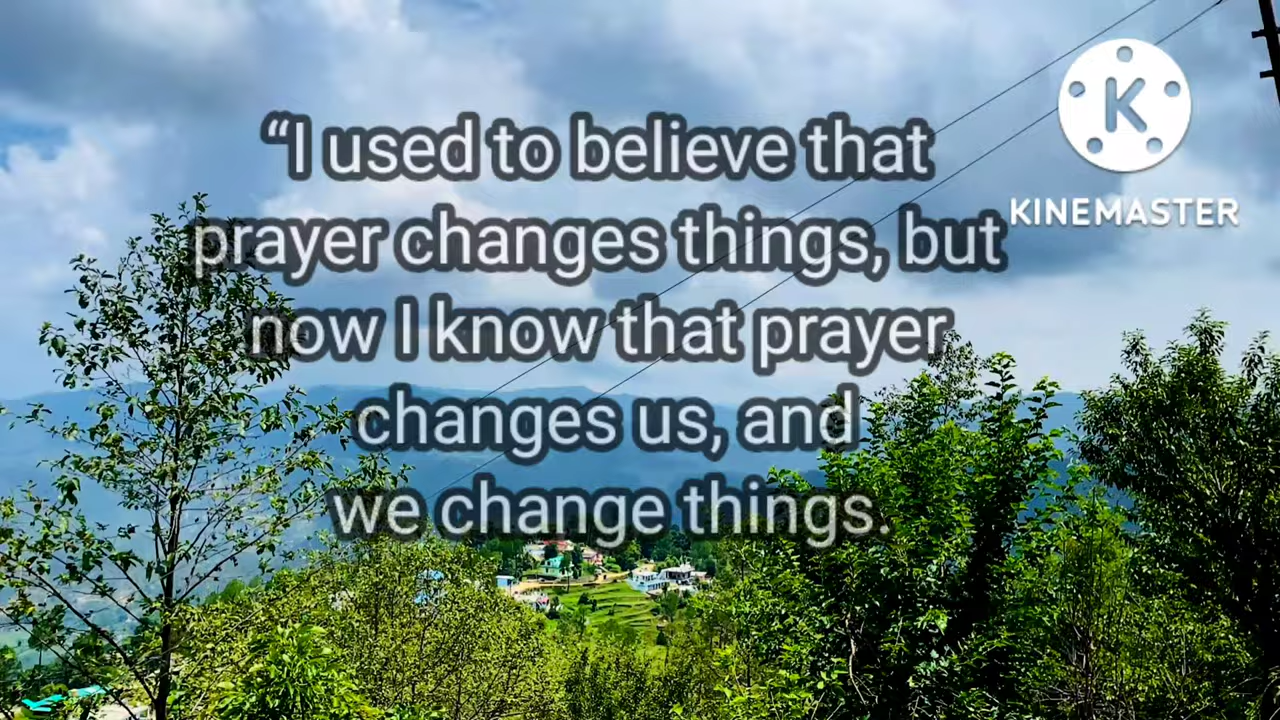 “I used to believe that
prayer changes things, but
now I know that prayer
changes us, and
we change things.
K
KINEMASTER